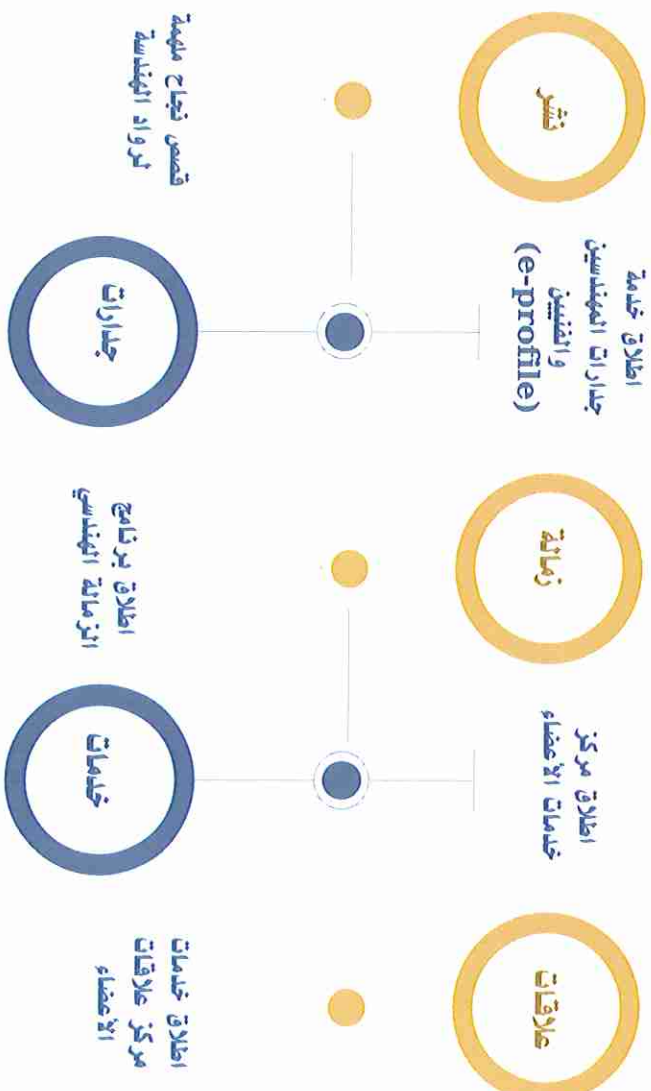 نشر
قصص نجاح ملهمة
لرواد الهندسة
اطلاق خدمة
جدارات المهندسين
والفنيين
(e-profile)
جدارات
زمالة
اطلاق برنامج
الزمالة الهندسي
اطلاق مركز
خدمات الأعضاء
خدمات
علاقات
اطلاق خدمات
مركز علاقات
الأعضاء